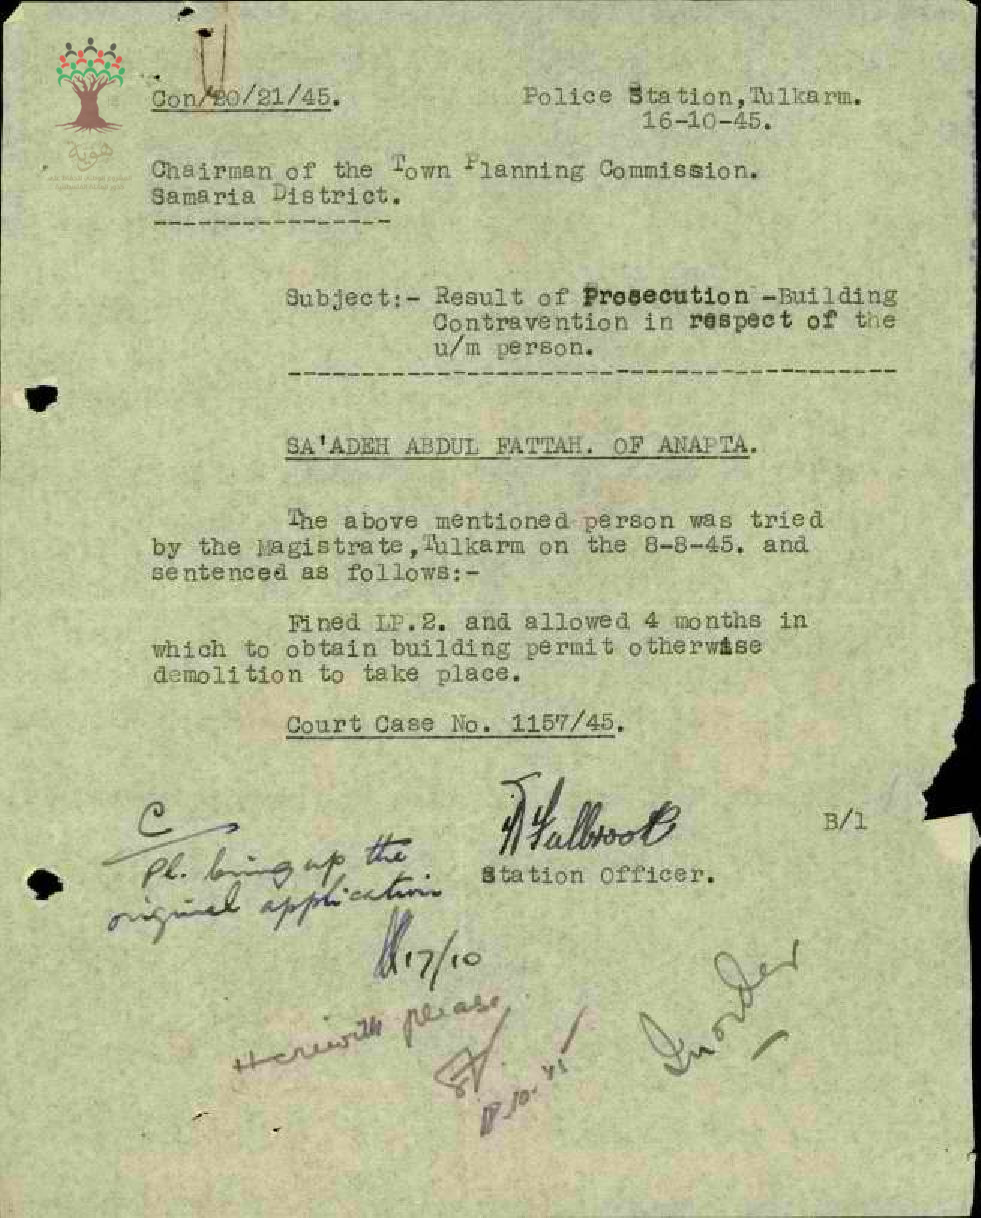 هوية
Con/20/21/45.
Police Station,Tulkarm.
16-10-45.
Chairman of the Town Planning Commission.
Samaria District.
----------------
Subject:- Result of Prosecution -Building
Contravention in respect of the
u/m person.
-----------------------------------------
SA'ADEH ABDUL FATTAH. OF ANAPTA.
The above mentioned person was tried
by the Magistrate,Tulkarm on the 8-8-45. and
sentenced as follows:-
Fined LP.2. and allowed 4 months in
which to obtain building permit otherwise
demolition to take place.
Court Case No. 1157/45.
Fulbrook
B/1
Station Officer.
C
Pl. bring up the
original application
17/10
Herewith please
In order